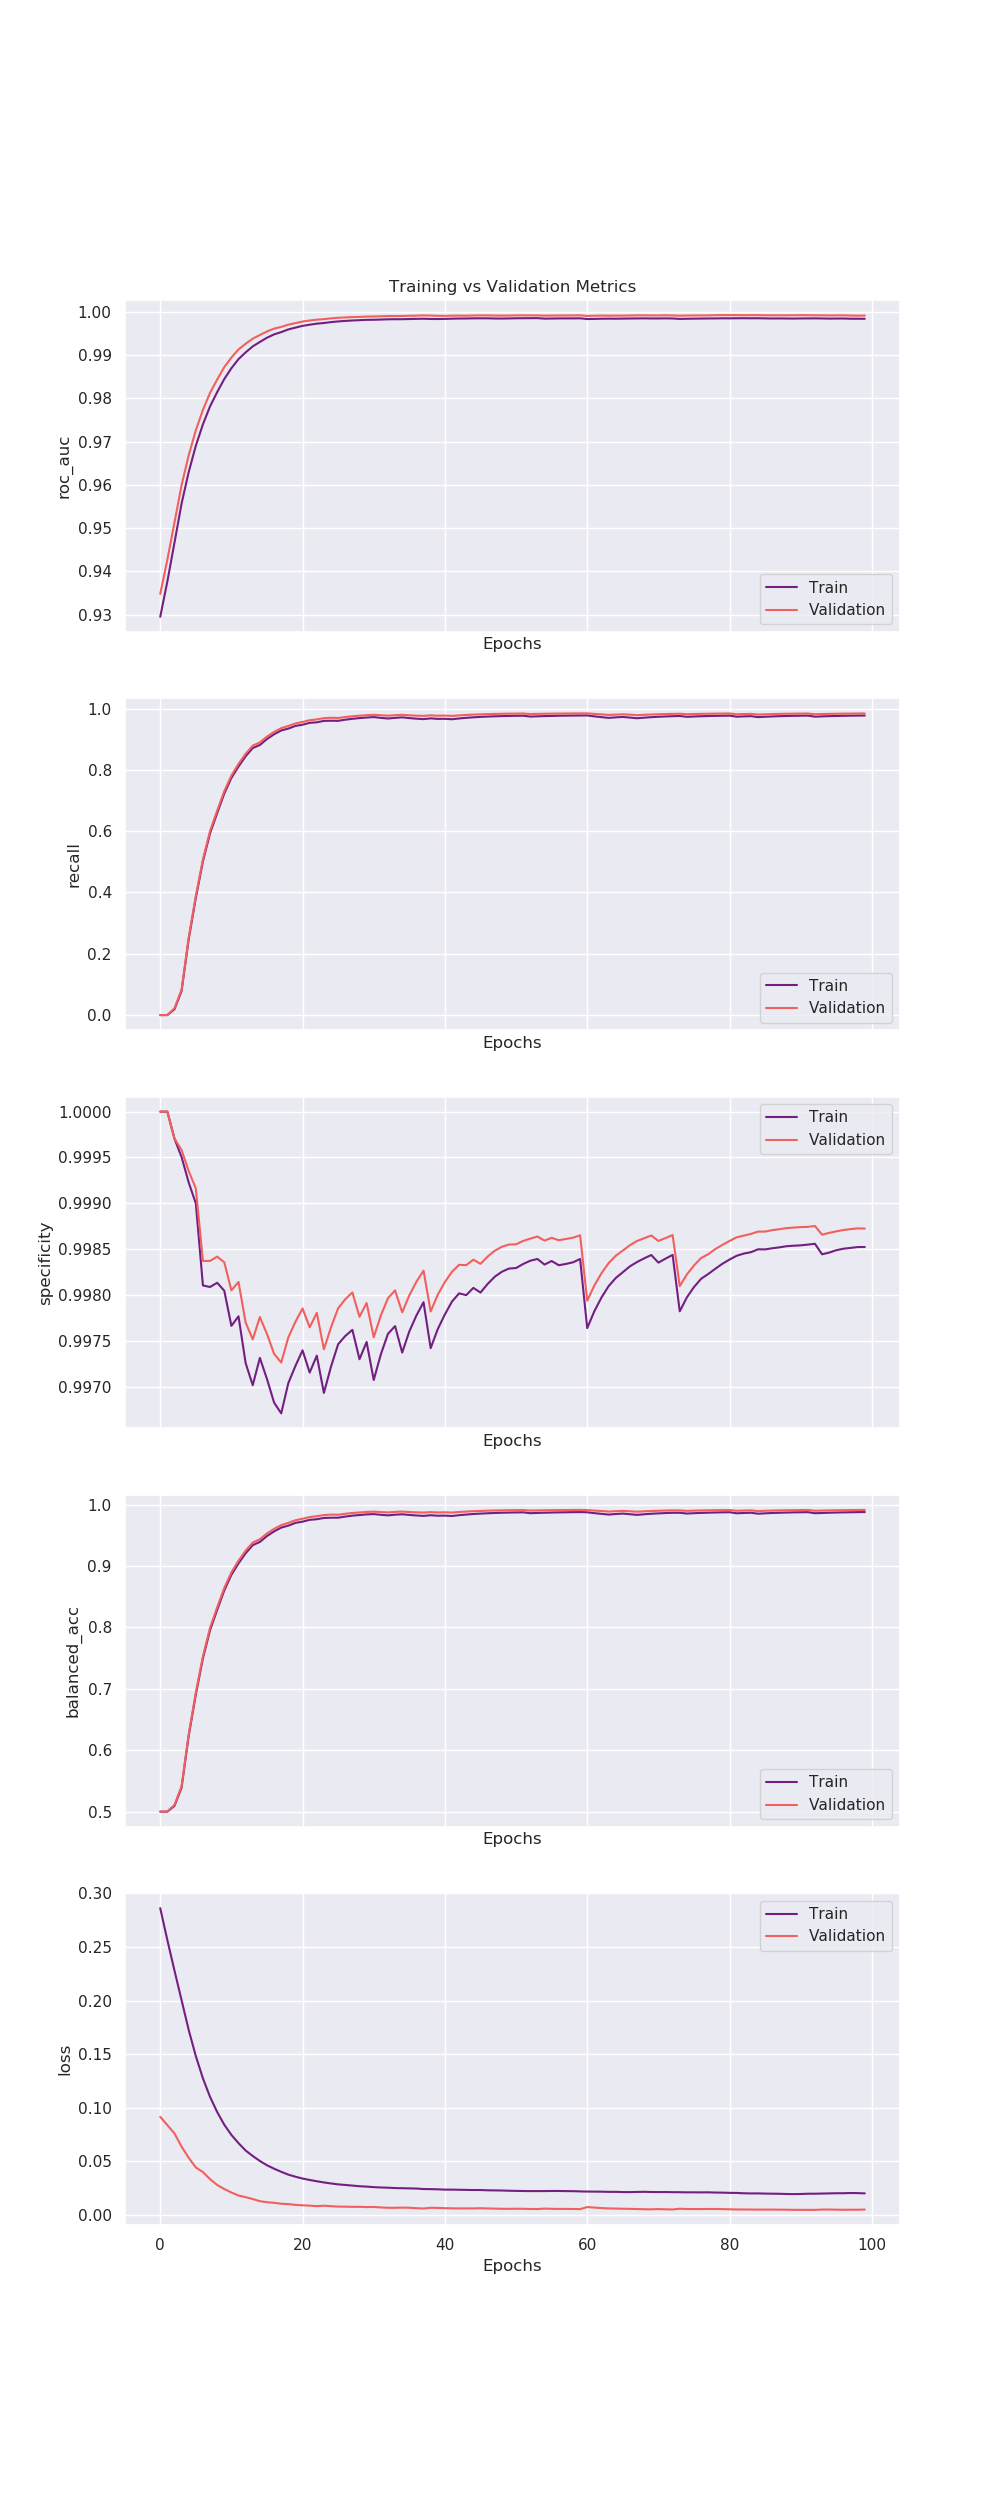 Training vs Validation Metrics
1.00
0.99
0.98
0.97
0.96
0.95
0.94
0.93
roc_auc
Train
Validation
Epochs
1.0
0.8
0.6
0.4
0.2
0.0
recall
Train
Validation
Epochs
1.0000
0.9995
0.9990
0.9985
0.9980
0.9975
0.9970
specificity
Train
Validation
Epochs
1.0
0.9
0.8
0.7
0.6
0.5
balanced_acc
Train
Validation
Epochs
0.30
0.25
0.20
0.15
0.10
0.05
0.00
loss
Train
Validation
0 20 40 60 80 100
Epochs